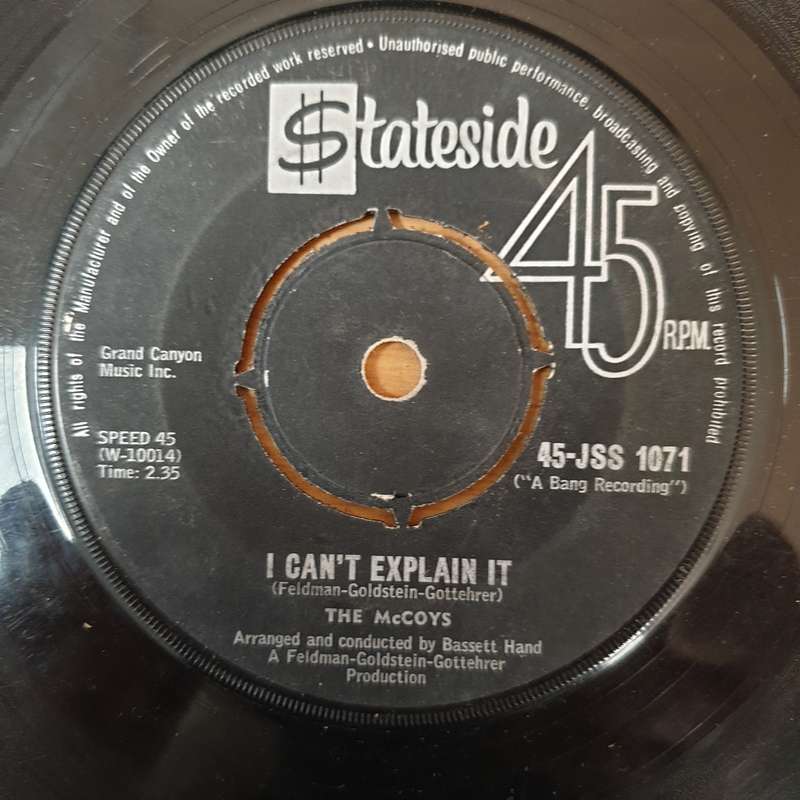 All rights of the Manufacturer and of the Owner of the recorded work reserved • Unauthorised public performance, broadcasting and copying of this record prohibited
$tateside
45
R.P.M.
Grand Canyon
Music Inc.
SPEED 45
(W-10014)
Time: 2.35
45-JSS 1071
("A Bang Recording")
I CAN'T EXPLAIN IT
(Feldman-Goldstein-Gottehrer)
THE McCOYS
Arranged and conducted by Bassett Hand
A Feldman-Goldstein-Gottehrer
Production